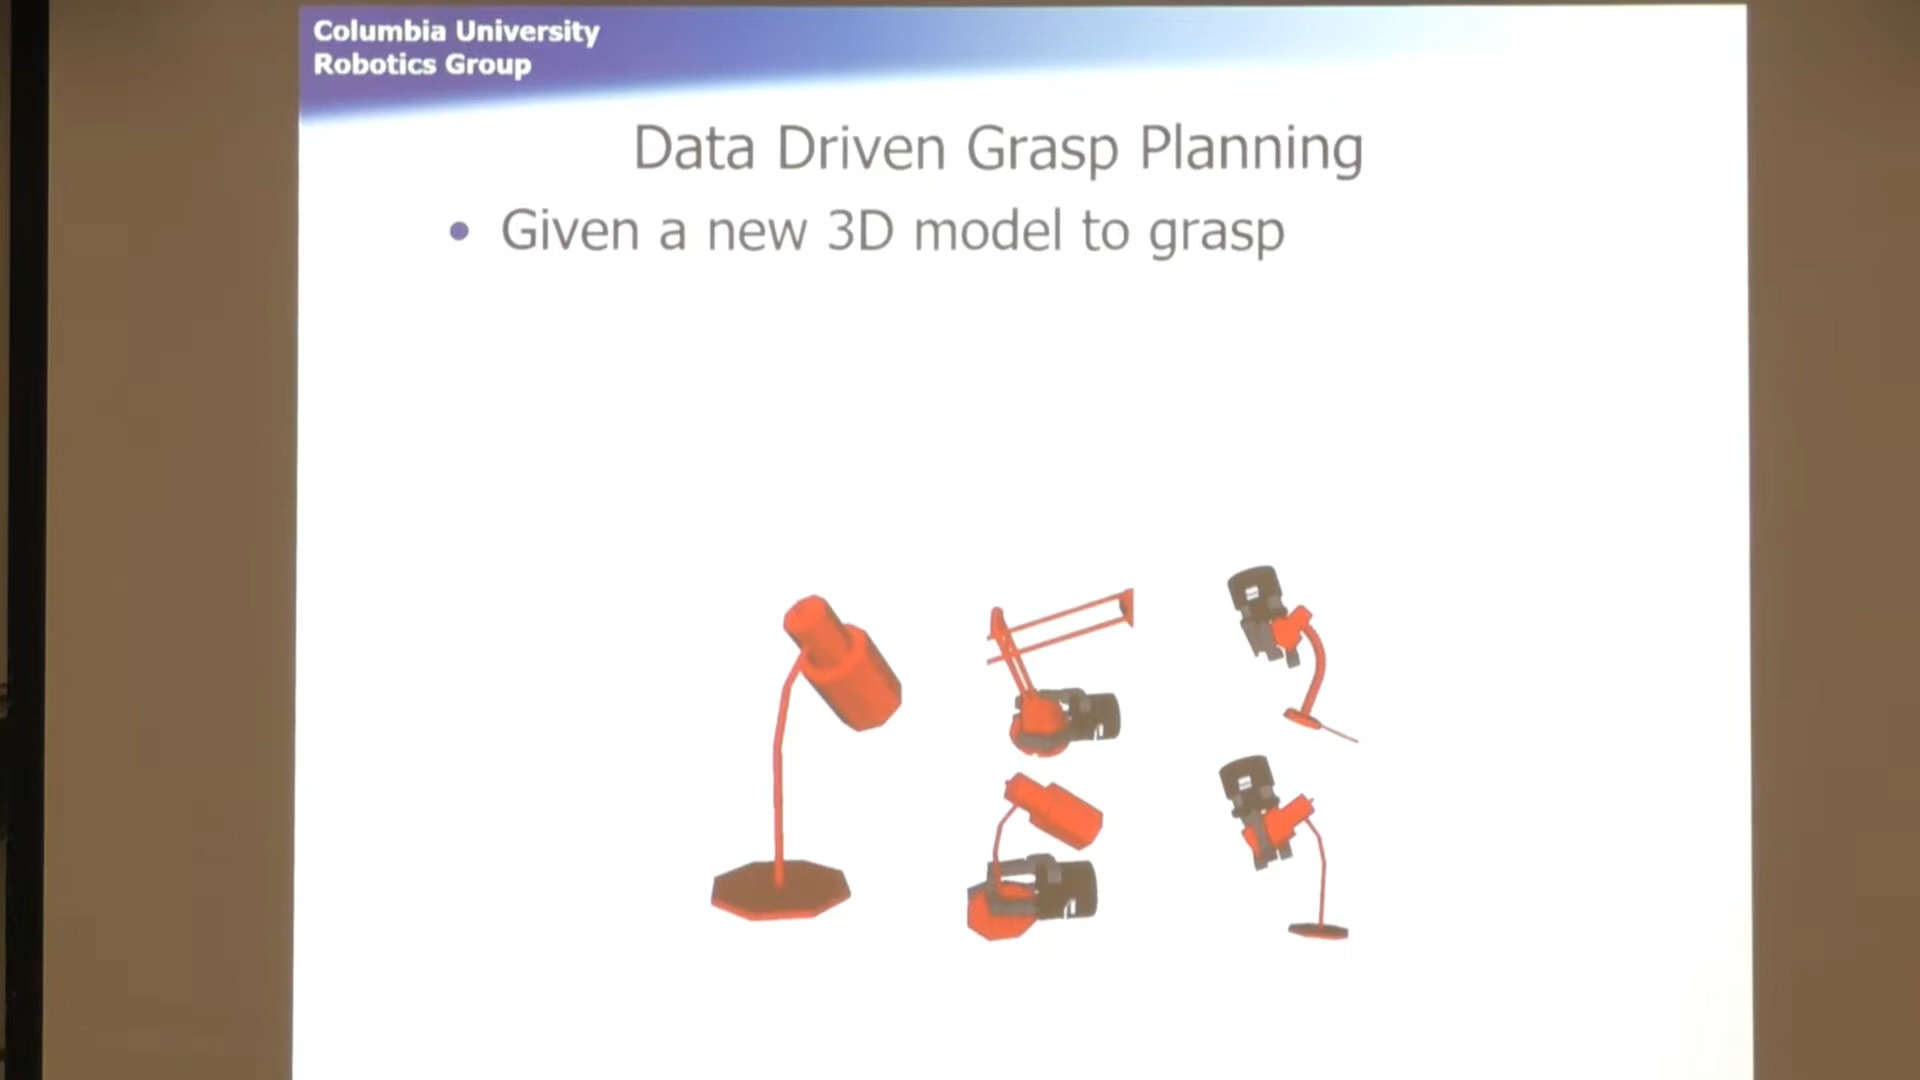 Columbia University
Robotics Group
Data Driven Grasp Planning
• Given a new 3D model to grasp